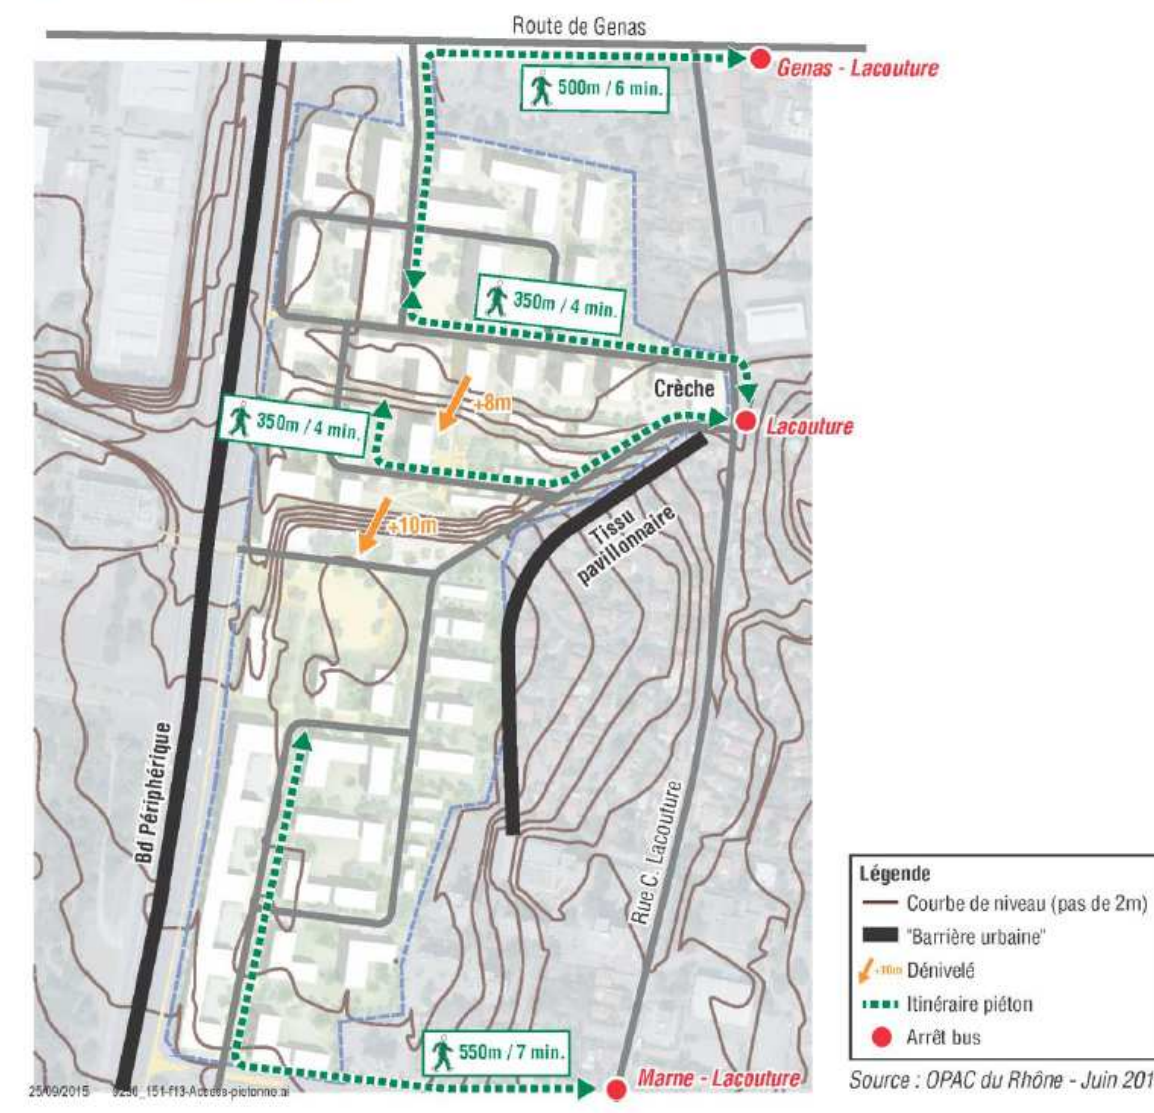 Route de Genas
Genas - Lacouture
500m / 6 min.
350m / 4 min.
Crèche
+8m
350m / 4 min.
Lacouture
+10m
Tissu
pavillonnaire
Bd Périphérique
Rue C. Lacouture
550m / 7 min.
Marne - Lacouture
25/09/2015
Légende
Courbe de niveau (pas de 2m)
"Barrière urbaine"
+10m Dénivelé
Itinéraire piéton
Arrêt bus
Source : OPAC du Rhône - Juin 201